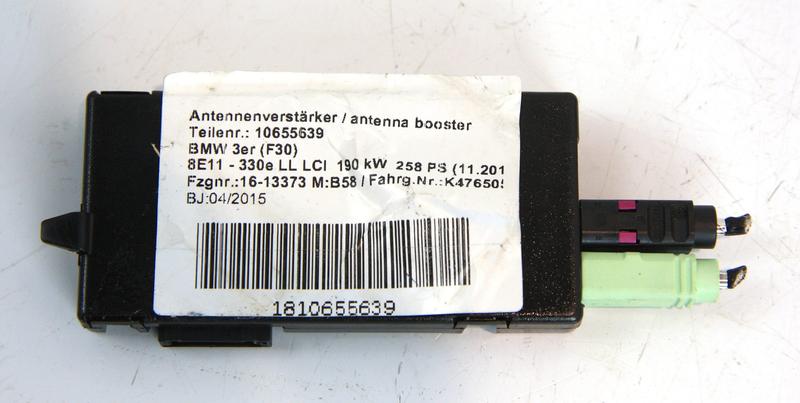 Antennenverstärker / antenna booster
Teilenr.: 10655639
BMW 3er (F30)
8E11 - 330e LL LCI 190 kW 258 PS (11.201
Fzgnr.:16-13373 M:B58 / Fahrg.Nr.:K476505
BJ:04/2015
1810655639